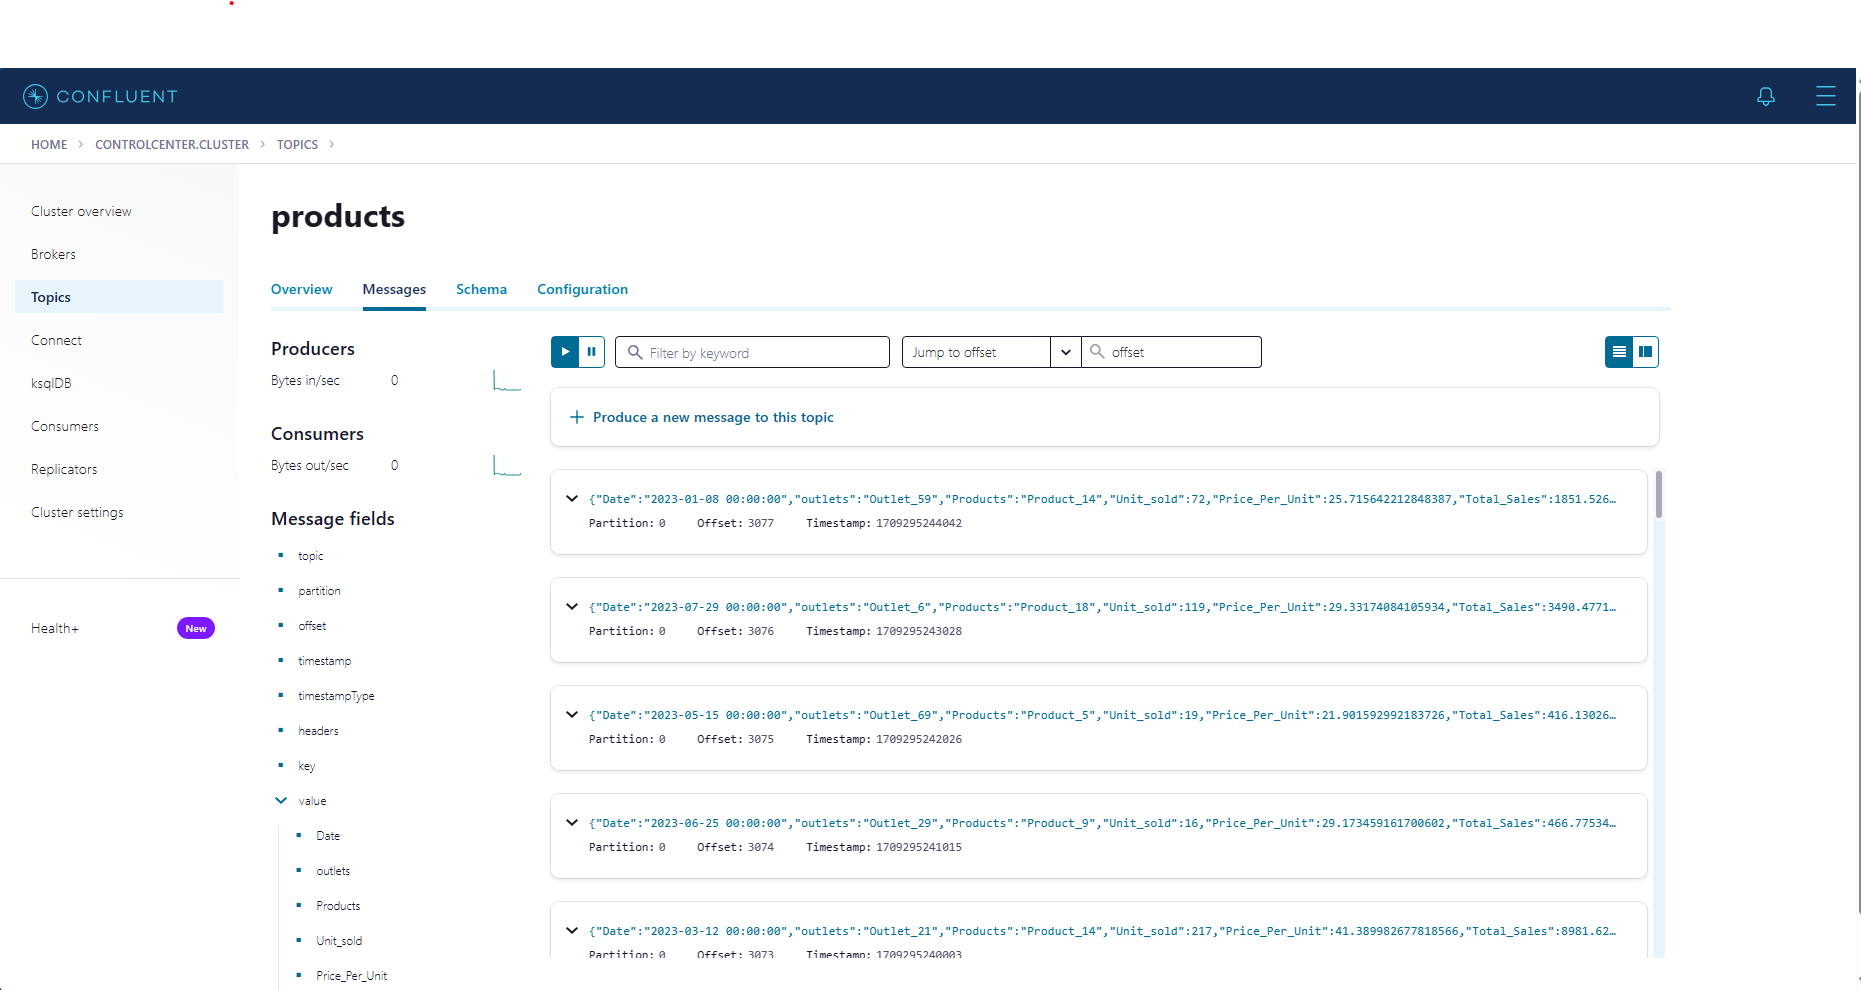 CONFLUENT
HOME > CONTROLCENTER.CLUSTER > TOPICS >
Cluster overview
Brokers
Topics
Connect
ksqlDB
Consumers
Replicators
Cluster settings
Health+ New
products
Overview Messages Schema Configuration
Producers
Bytes in/sec 0
Consumers
Bytes out/sec 0
Message fields
topic
partition
offset
timestamp
timestampType
headers
key
value
Date
outlets
Products
Unit_sold
Price_Per_Unit
Filter by keyword Jump to offset offset
Produce a new message to this topic
{"Date":"2023-01-08 00:00:00","outlets":"Outlet_59","Products":"Product_14","Unit_sold":72,"Price_Per_Unit":25.715642212848387,"Total_Sales":1851.526…
Partition: 0 Offset: 3077 Timestamp: 1709295244042
{"Date":"2023-07-29 00:00:00","outlets":"Outlet_6","Products":"Product_18","Unit_sold":119,"Price_Per_Unit":29.33174084105934,"Total_Sales":3490.4771…
Partition: 0 Offset: 3076 Timestamp: 1709295243028
{"Date":"2023-05-15 00:00:00","outlets":"Outlet_69","Products":"Product_5","Unit_sold":19,"Price_Per_Unit":21.901592992183726,"Total_Sales":416.13026…
Partition: 0 Offset: 3075 Timestamp: 1709295242026
{"Date":"2023-06-25 00:00:00","outlets":"Outlet_29","Products":"Product_9","Unit_sold":16,"Price_Per_Unit":29.173459161700602,"Total_Sales":466.77534…
Partition: 0 Offset: 3074 Timestamp: 1709295241015
{"Date":"2023-03-12 00:00:00","outlets":"Outlet_21","Products":"Product_14","Unit_sold":217,"Price_Per_Unit":41.389982677818566,"Total_Sales":8981.62…
Partition: 0 Offset: 3073 Timestamp: 1709295240003